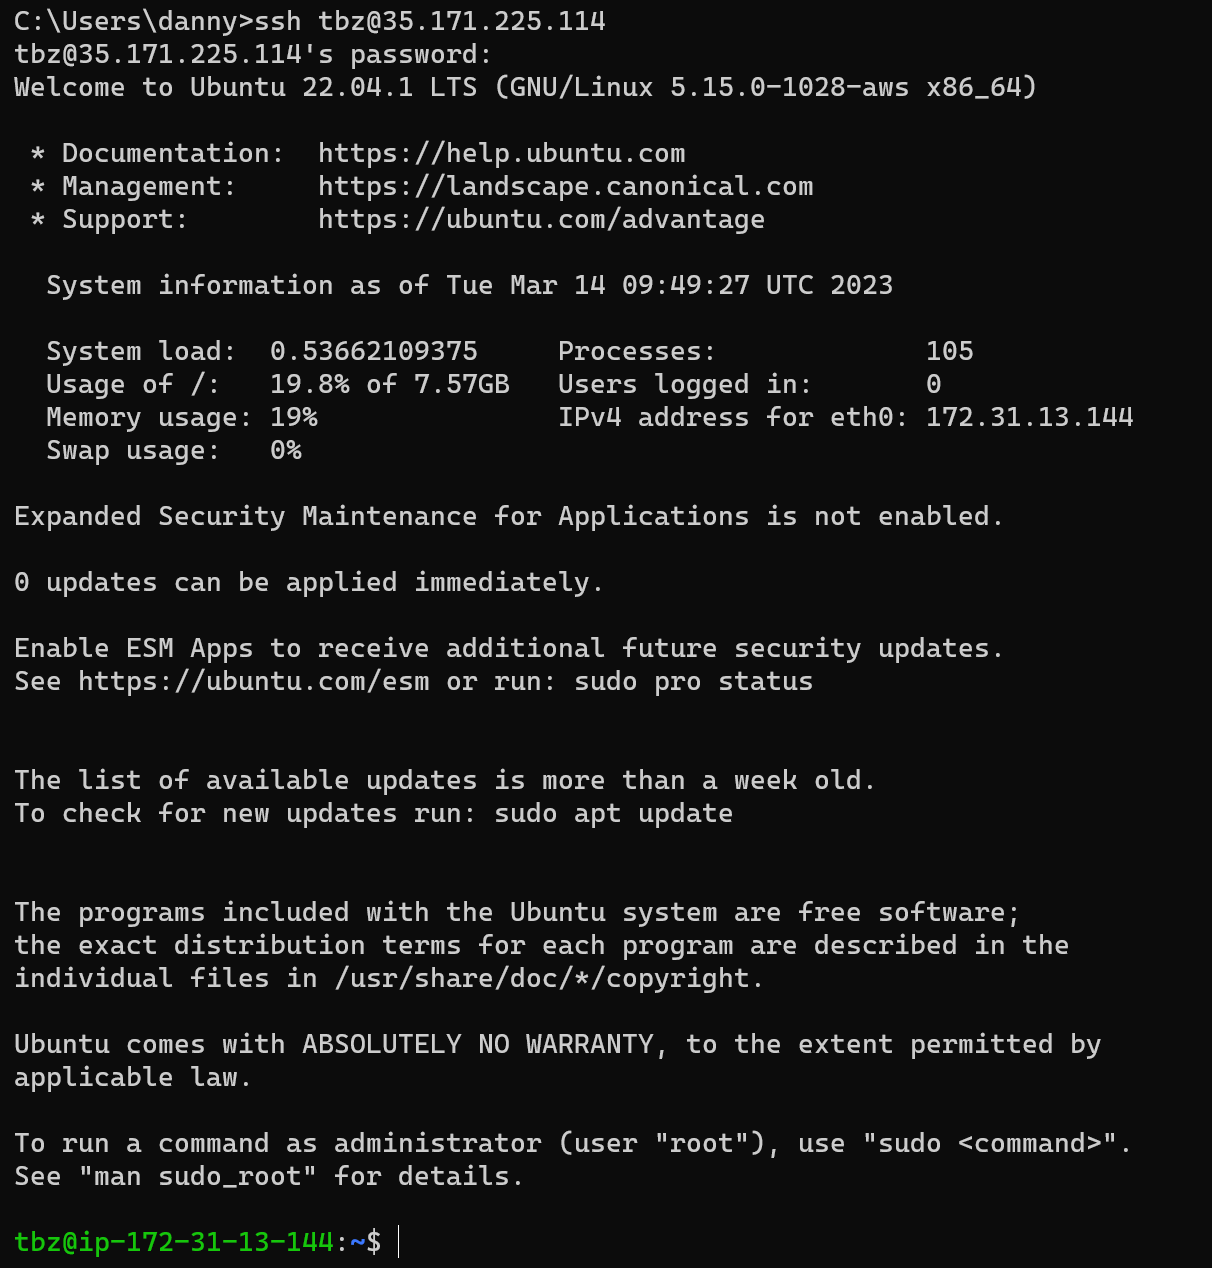 C:\Users\danny>ssh tbz@35.171.225.114
tbz@35.171.225.114's password:
Welcome to Ubuntu 22.04.1 LTS (GNU/Linux 5.15.0-1028-aws x86_64)

 * Documentation:  https://help.ubuntu.com
 * Management:     https://landscape.canonical.com
 * Support:        https://ubuntu.com/advantage

  System information as of Tue Mar 14 09:49:27 UTC 2023

  System load:  0.53662109375     Processes:             105
  Usage of /:   19.8% of 7.57GB   Users logged in:       0
  Memory usage: 19%               IPv4 address for eth0: 172.31.13.144
  Swap usage:   0%

Expanded Security Maintenance for Applications is not enabled.

0 updates can be applied immediately.

Enable ESM Apps to receive additional future security updates.
See https://ubuntu.com/esm or run: sudo pro status


The list of available updates is more than a week old.
To check for new updates run: sudo apt update


The programs included with the Ubuntu system are free software;
the exact distribution terms for each program are described in the
individual files in /usr/share/doc/*/copyright.

Ubuntu comes with ABSOLUTELY NO WARRANTY, to the extent permitted by
applicable law.

To run a command as administrator (user "root"), use "sudo <command>".
See "man sudo_root" for details.

tbz@ip-172-31-13-144:~$